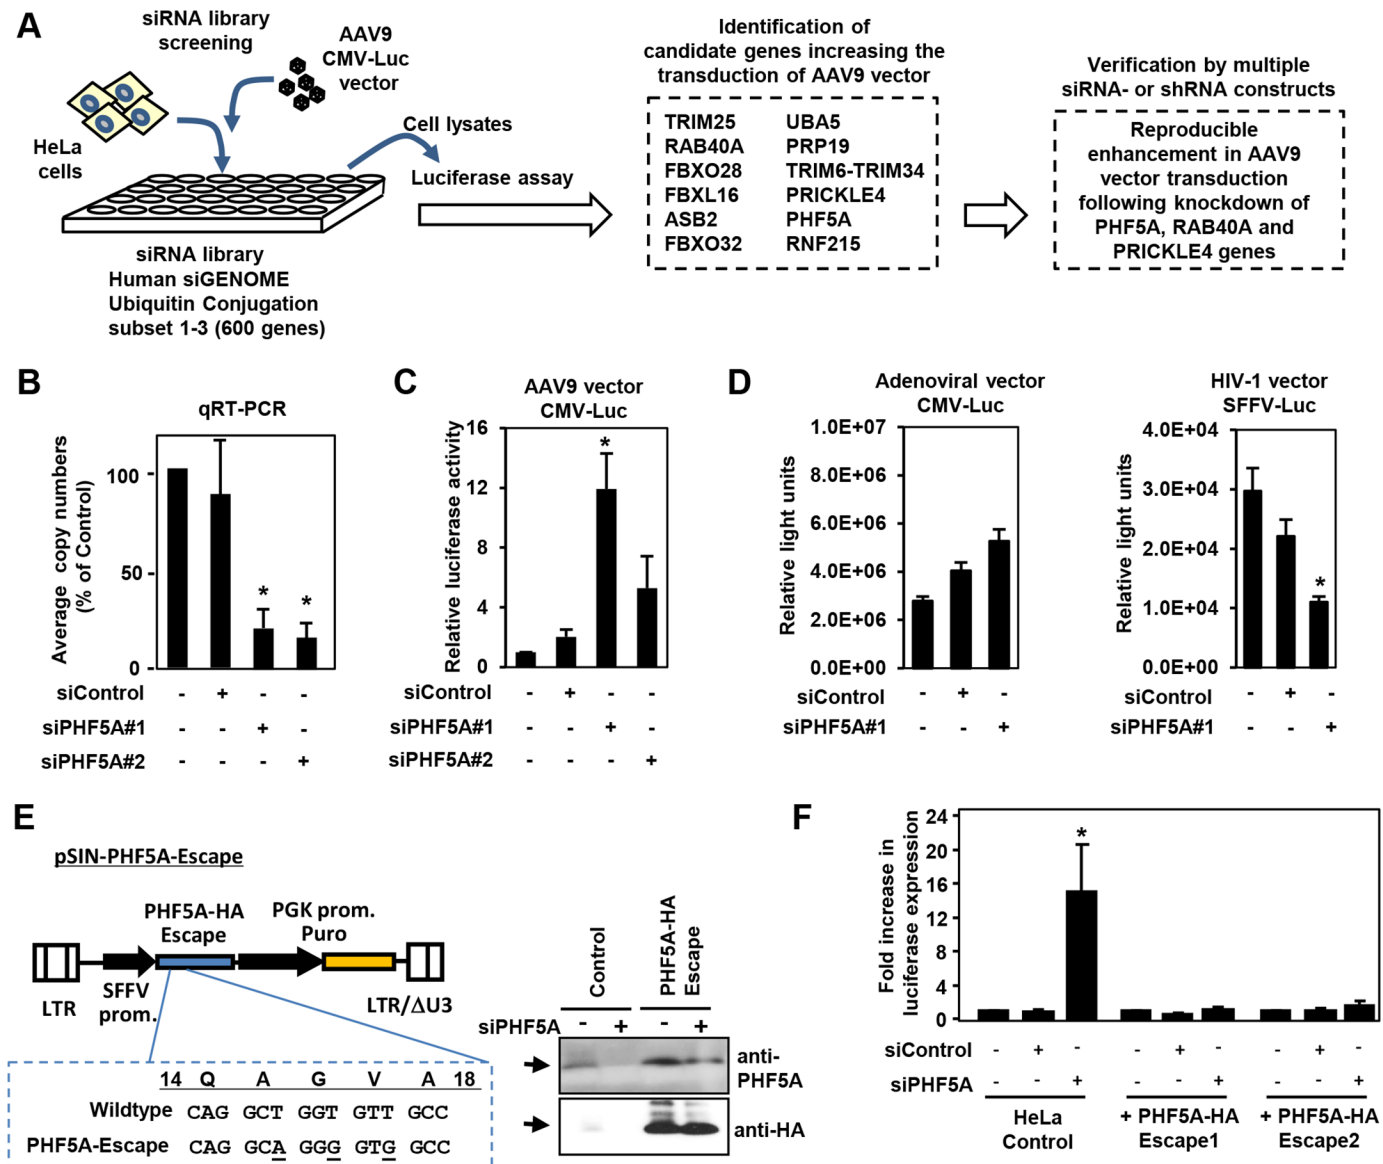 A
siRNA library
screening
AAV9
CMV-Luc
vector
HeLa
cells
Cell lysates
Luciferase assay
siRNA library
Human siGENOME
Ubiquitin Conjugation
subset 1-3 (600 genes)
Identification of
candidate genes increasing the
transduction of AAV9 vector
TRIM25 UBA5
RAB40A PRP19
FBXO28 TRIM6-TRIM34
FBXL16 PRICKLE4
ASB2 PHF5A
FBXO32 RNF215
Verification by multiple
siRNA- or shRNA constructs
Reproducible
enhancement in AAV9
vector transduction
following knockdown of
PHF5A, RAB40A and
PRICKLE4 genes
B
qRT-PCR
Average copy numbers
(% of Control)
100
50
0
* *
siControl - + - -
siPHF5A#1 - - + -
siPHF5A#2 - - - +
C
AAV9 vector
CMV-Luc
Relative luciferase activity
16
12
8
4
0
*
siControl - + - -
siPHF5A#1 - - + -
siPHF5A#2 - - - +
D
Adenoviral vector
CMV-Luc
Relative light units
1.0E+07
8.0E+06
6.0E+06
4.0E+06
2.0E+06
0.0E+00
siControl - + -
siPHF5A#1 - - +
HIV-1 vector
SFFV-Luc
Relative light units
4.0E+04
3.0E+04
2.0E+04
1.0E+04
0.0E+00
*
siControl - + -
siPHF5A#1 - - +
E
pSIN-PHF5A-Escape
PHF5A-HA
Escape
PGK prom.
Puro
LTR
SFFV
prom.
LTR/ΔU3
14 Q A G V A 18
Wildtype CAG GCT GGT GTT GCC
PHF5A-Escape CAG GCA GGG GTG GCC
Control
PHF5A-HA
Escape
siPHF5A - + - +
anti-
PHF5A
anti-HA
F
Fold increase in
luciferase expression
24
20
16
12
8
4
0
*
siControl - + - - + - - + -
siPHF5A - - + - - + - - +
HeLa
Control
+ PHF5A-HA
Escape1
+ PHF5A-HA
Escape2